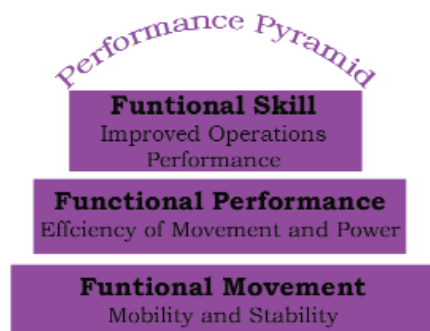 Performance Pyramid
Funtional Skill
Improved Operations
Performance
Functional Performance
Effciency of Movement and Power
Funtional Movement
Mobility and Stability